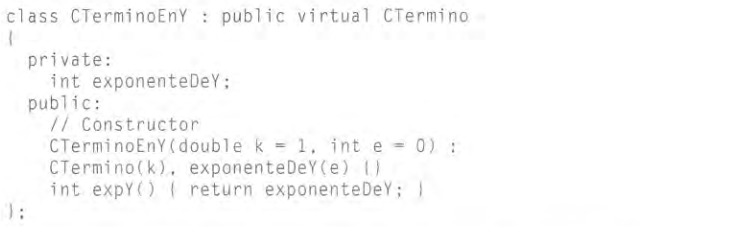 class CTerminoEnY : public virtual CTermino
{
  private:
    int exponenteDeY;
  public:
    // Constructor
    CTerminoEnY(double k = 1, int e = 0) :
    CTermino(k), exponenteDeY(e) {}
    int expY() { return exponenteDeY; }
};